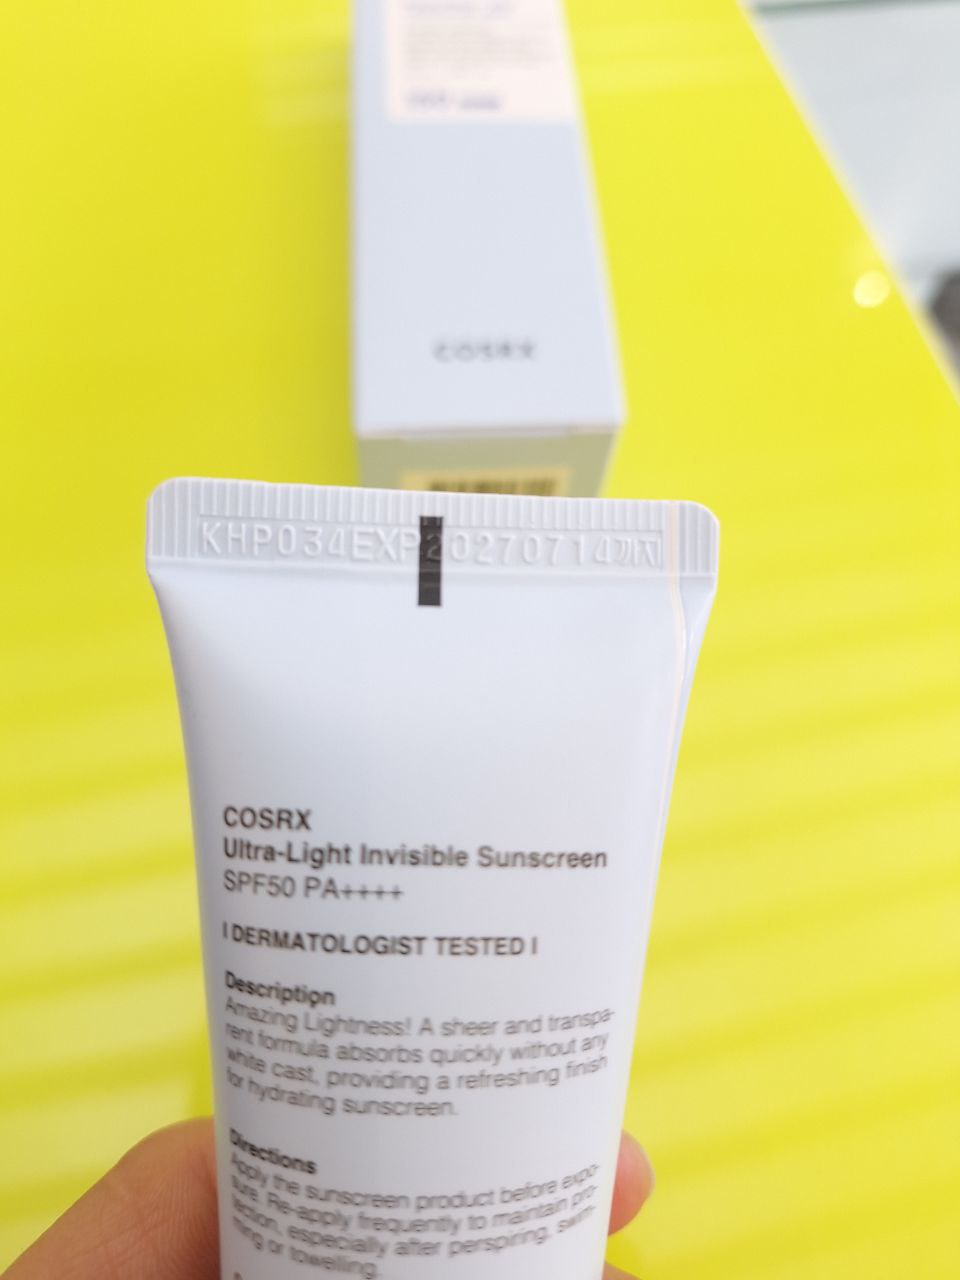 COSRX
KHP034EXP20270714까지
COSRX
Ultra-Light Invisible Sunscreen
SPF50 PA++++
I DERMATOLOGIST TESTED I
Description
Amazing Lightness! A sheer and transpa-
rent formula absorbs quickly without any
white cast, providing a refreshing finish
for hydrating sunscreen.
Directions
Apply the sunscreen product before expo-
sure. Re-apply frequently to maintain pro-
tection, especially after perspiring, swim-
ming or towelling.